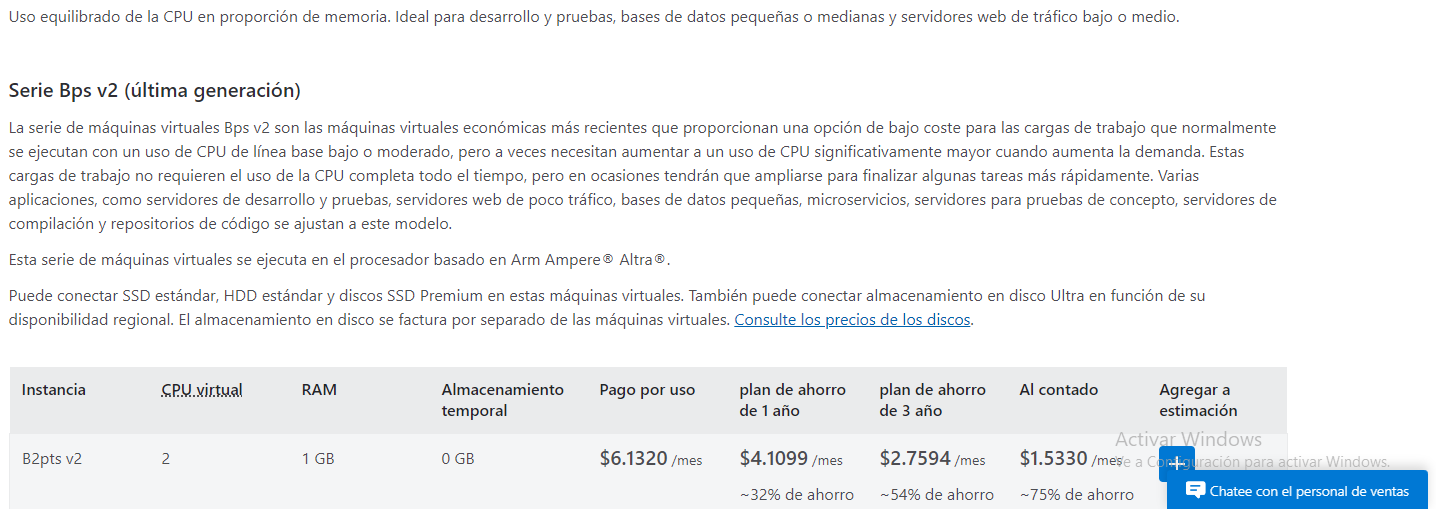 Uso equilibrado de la CPU en proporción de memoria. Ideal para desarrollo y pruebas, bases de datos pequeñas o medianas y servidores web de tráfico bajo o medio.
Serie Bps v2 (última generación)
La serie de máquinas virtuales Bps v2 son las máquinas virtuales económicas más recientes que proporcionan una opción de bajo coste para las cargas de trabajo que normalmente
se ejecutan con un uso de CPU de línea base bajo o moderado, pero a veces necesitan aumentar a un uso de CPU significativamente mayor cuando aumenta la demanda. Estas
cargas de trabajo no requieren el uso de la CPU completa todo el tiempo, pero en ocasiones tendrán que ampliarse para finalizar algunas tareas más rápidamente. Varias
aplicaciones, como servidores de desarrollo y pruebas, servidores web de poco tráfico, bases de datos pequeñas, microservicios, servidores para pruebas de concepto, servidores de
compilación y repositorios de código se ajustan a este modelo.
Esta serie de máquinas virtuales se ejecuta en el procesador basado en Arm Ampere® Altra®.
Puede conectar SSD estándar, HDD estándar y discos SSD Premium en estas máquinas virtuales. También puede conectar almacenamiento en disco Ultra en función de su
disponibilidad regional. El almacenamiento en disco se factura por separado de las máquinas virtuales. Consulte los precios de los discos.
Instancia CPU virtual RAM Almacenamiento Pago por uso plan de ahorro plan de ahorro Al contado Agregar a
temporal de 1 año de 3 año estimación
B2pts v2 2 1 GB 0 GB $6.1320 /mes $4.1099 /mes $2.7594 /mes $1.5330 /mes +
~32% de ahorro ~54% de ahorro ~75% de ahorro
Activar Windows
Ve a Configuración para activar Windows.
Chatee con el personal de ventas